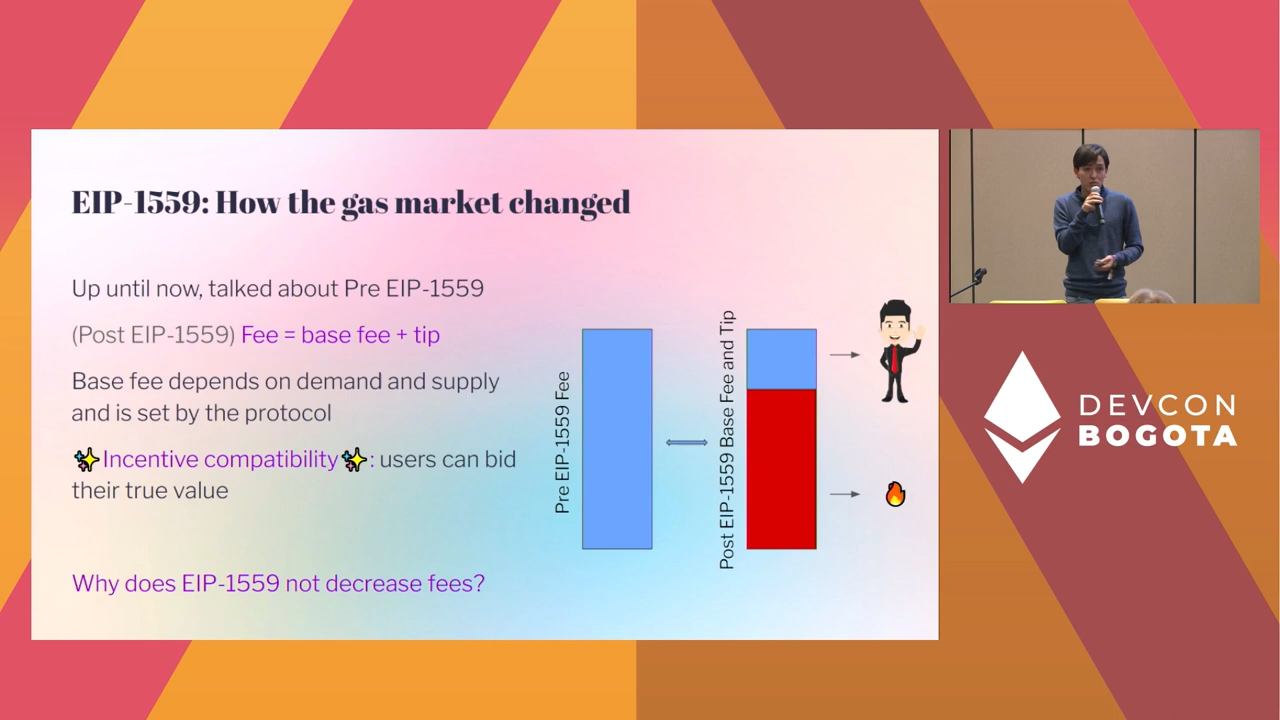 EIP-1559: How the gas market changed
Up until now, talked about Pre EIP-1559
(Post EIP-1559) Fee = base fee + tip
Base fee depends on demand and supply
and is set by the protocol
✨Incentive compatibility✨: users can bid
their true value
Why does EIP-1559 not decrease fees?
Pre EIP-1559 Fee
Post EIP-1559 Base Fee and Tip
DEVCON
BOGOTA